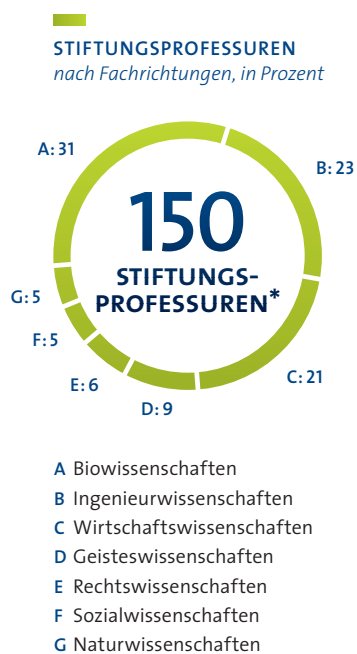 STIFTUNGSPROFESSUREN
nach Fachrichtungen, in Prozent
A: 31
B: 23
150
STIFTUNGS-
PROFESSUREN*
G: 5
F: 5
E: 6
D: 9
C: 21
A Biowissenschaften
B Ingenieurwissenschaften
C Wirtschaftswissenschaften
D Geisteswissenschaften
E Rechtswissenschaften
F Sozialwissenschaften
G Naturwissenschaften